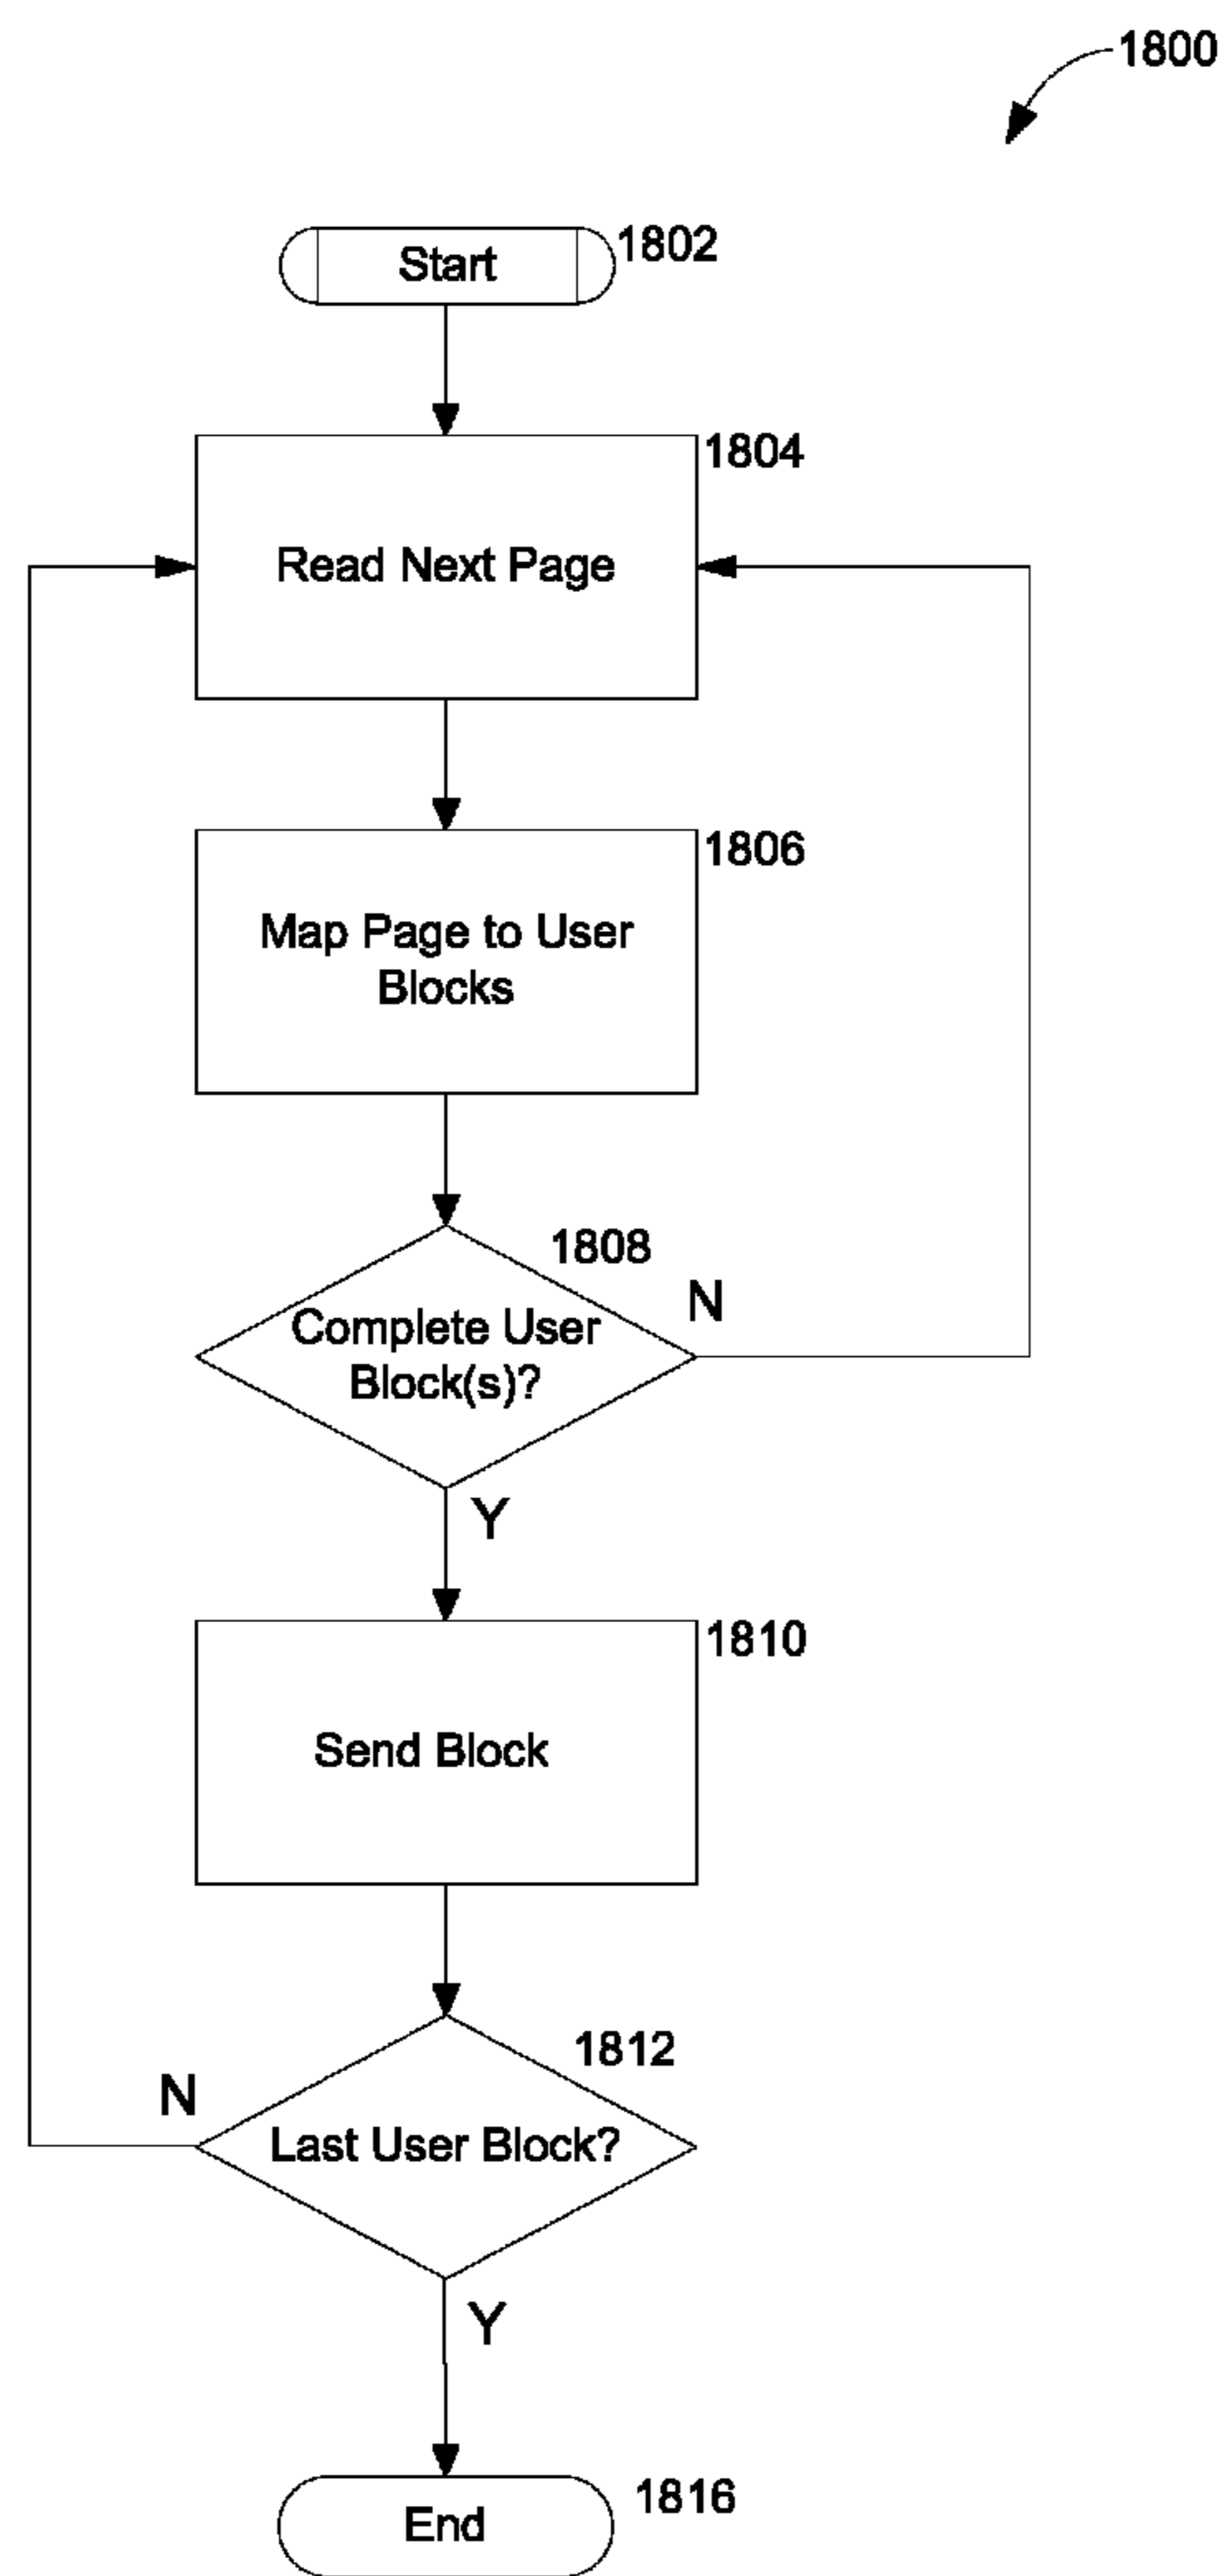 1800
Start
1802
1804
Read Next Page
1806
Map Page to User
Blocks
1808
N
Complete User
Block(s)?
Y
1810
Send Block
1812
N
Last User Block?
Y
1816
End